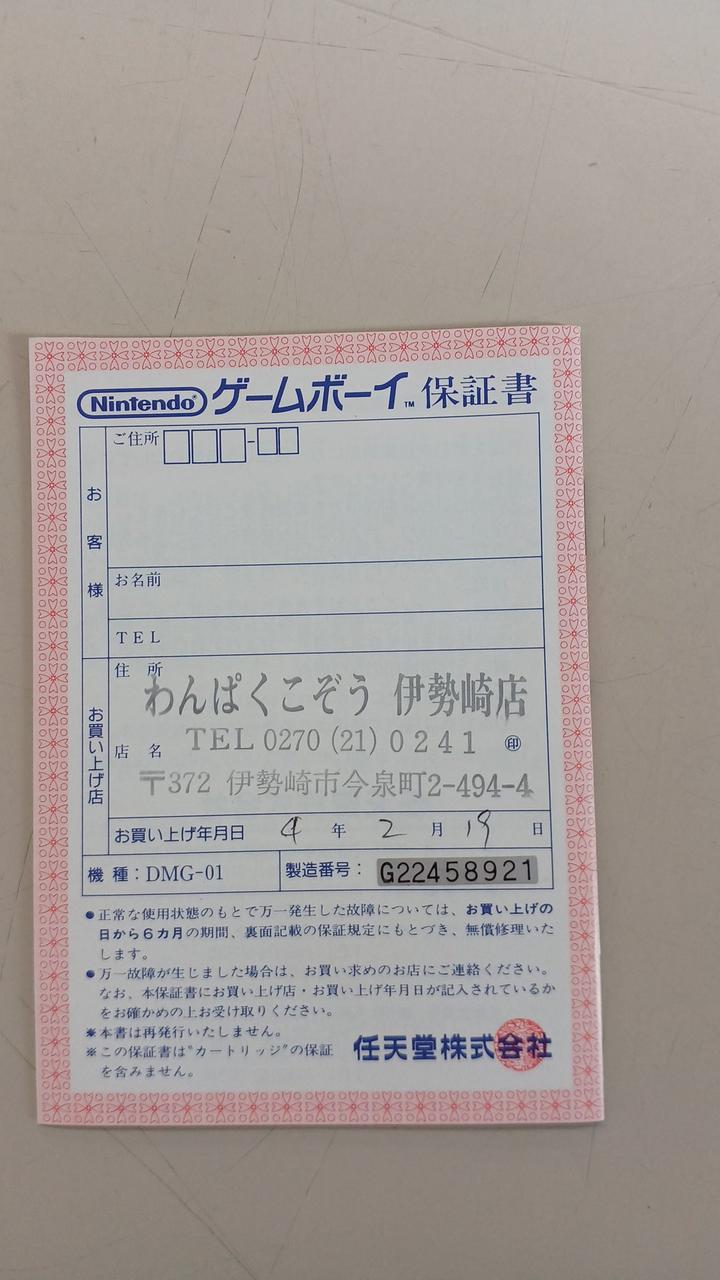 Nintendo® ゲームボーイ™ 保証書
お客様
ご住所 □□□-□□
お名前
TEL
お買い上げ店
住所
わんぱくこぞう 伊勢崎店
店名
TEL 0270 (21) 0241 ㊞
〒372 伊勢崎市今泉町2-494-4
お買い上げ年月日 4 年 2 月 19 日
機種：DMG-01 製造番号： G22458921
●正常な使用状態のもとで万一発生した故障については、お買い上げの
日から6カ月の期間、裏面記載の保証規定にもとづき、無償修理いた
します。
●万一故障が生じました場合は、お買い求めのお店にご連絡ください。
なお、本保証書にお買い上げ店・お買い上げ年月日が記入されているか
をお確かめの上お受け取りください。
※本書は再発行いたしません。
※この保証書は"カートリッジ"の保証
を含みません。
任天堂株式会社